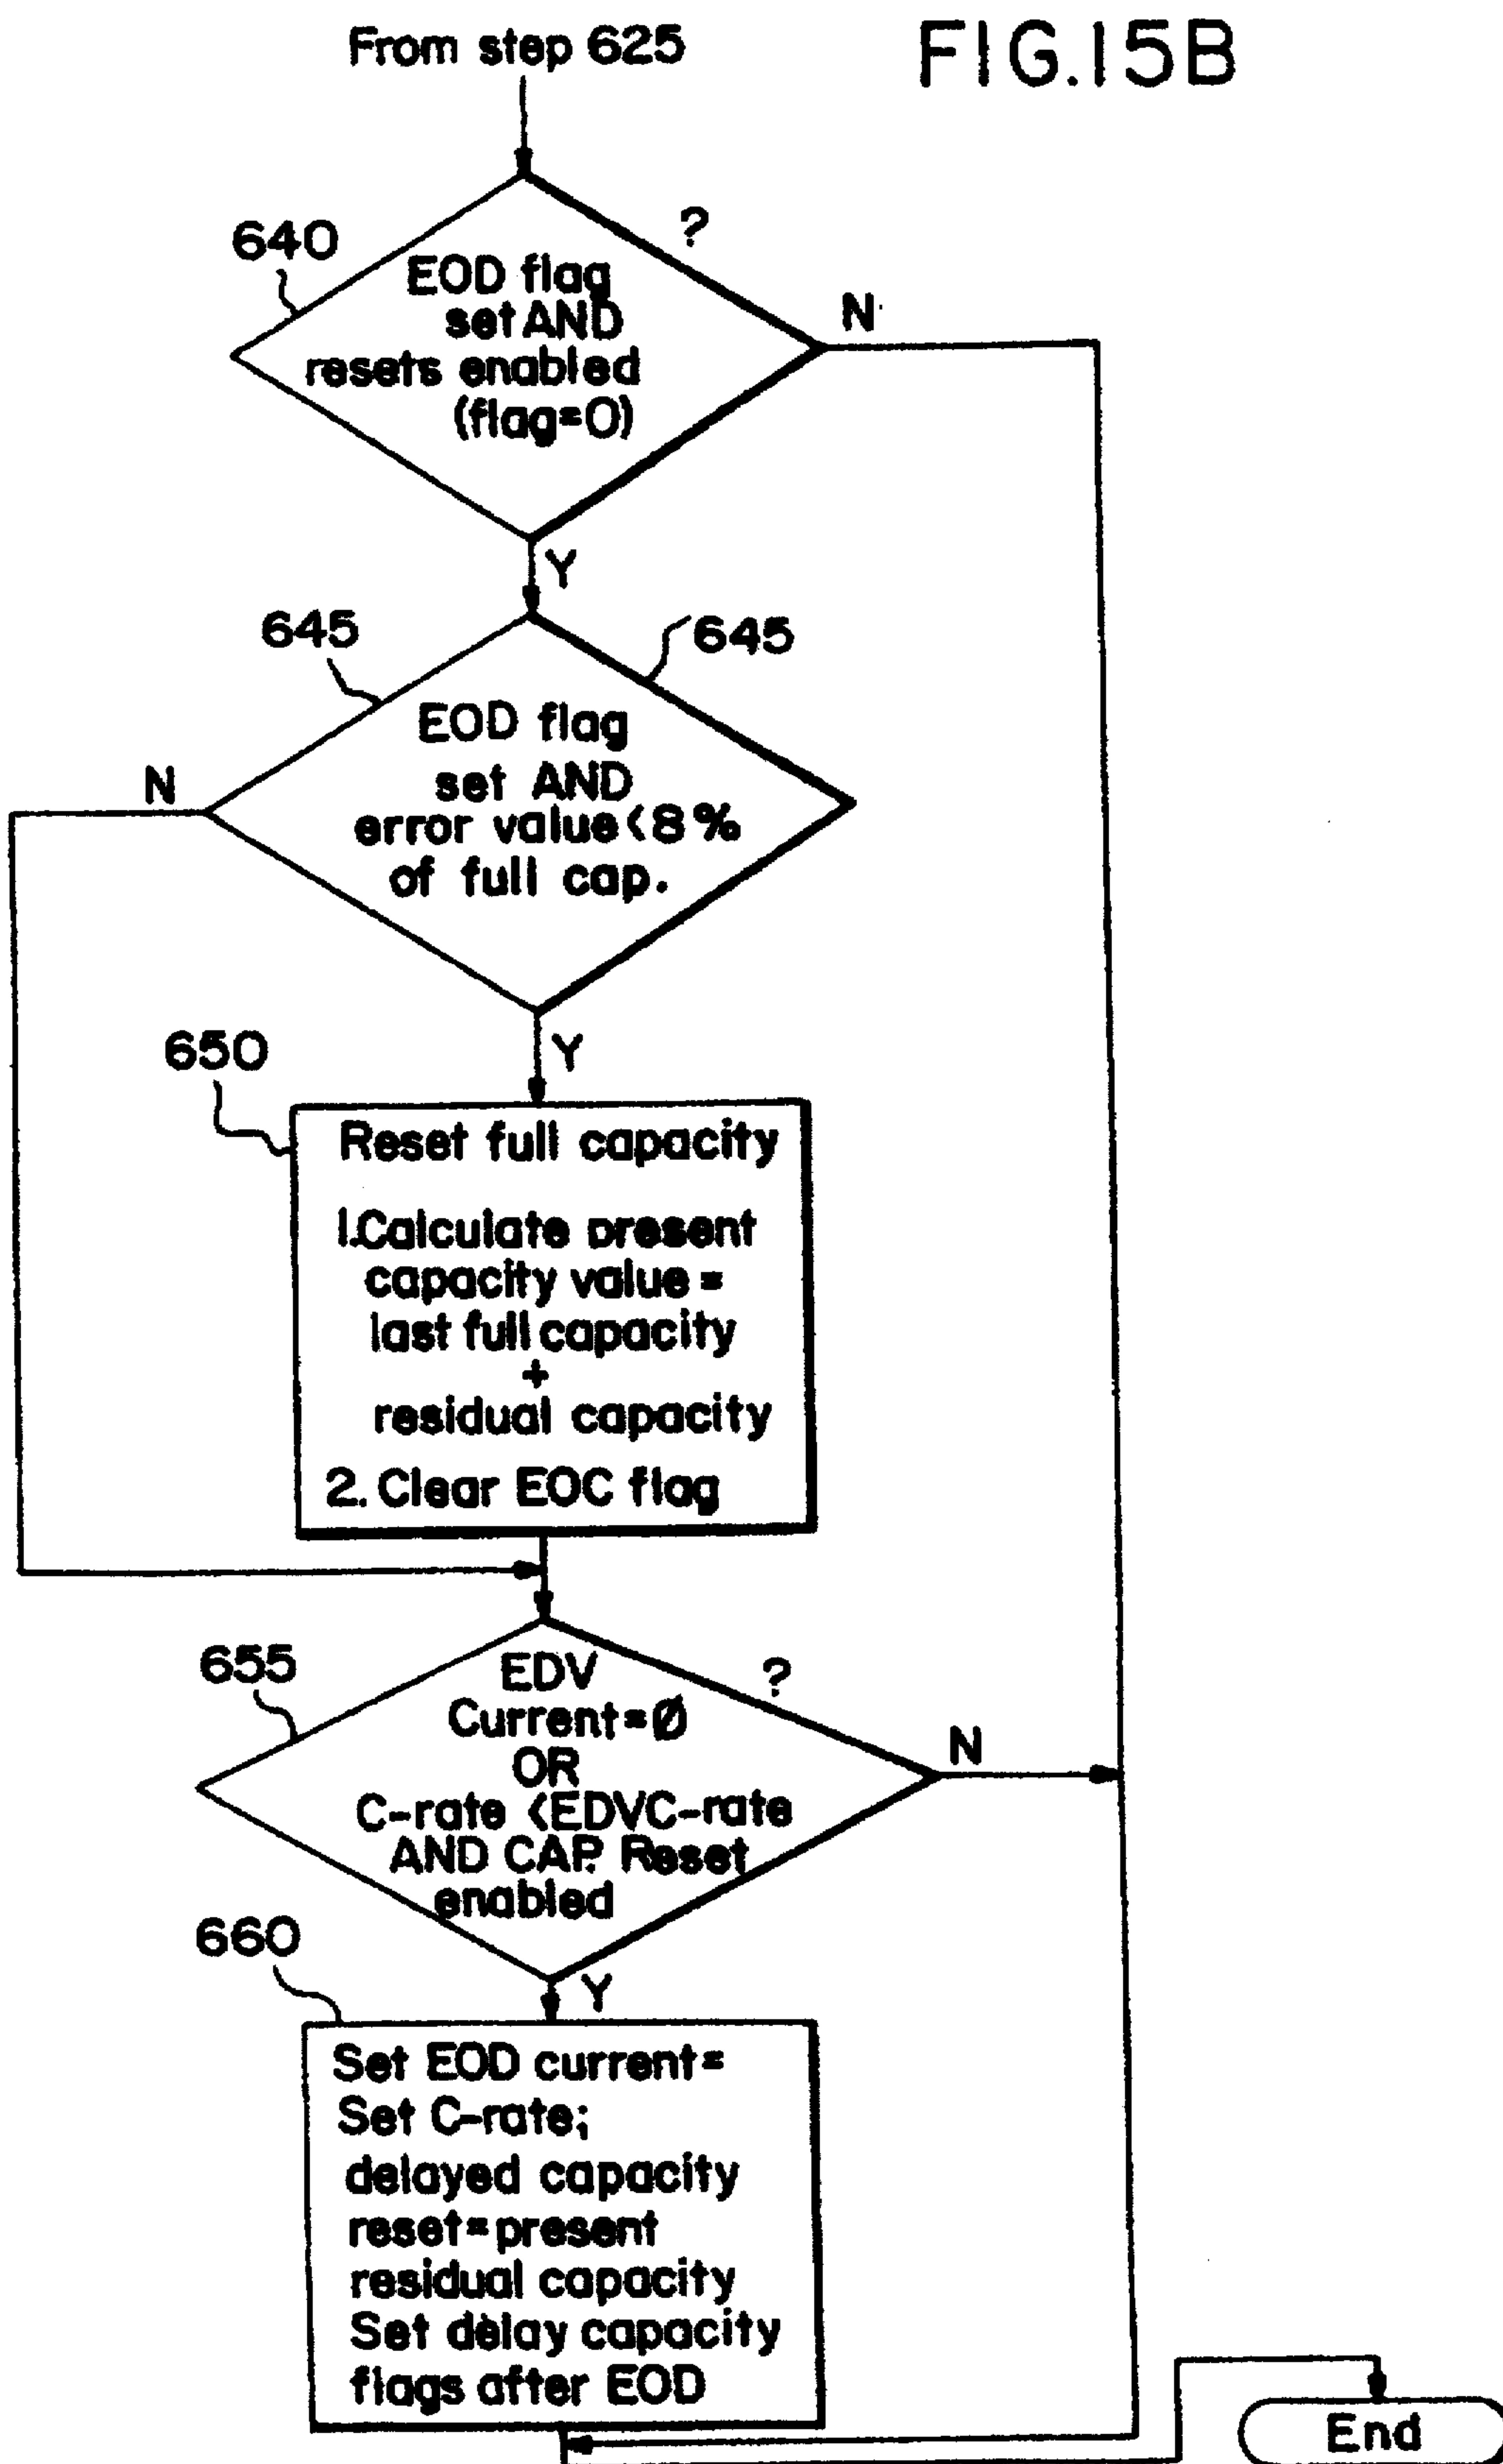 From step 625
FIG.15B
?
640
EOD flag
set AND
resets enabled
(flag=0)
N
Y
645
645
EOD flag
set AND
error value<8%
of full cap.
N
Y
650
Reset full capacity
1.Calculate present
capacity value=
last full capacity
+
residual capacity
2. Clear EOC flag
655
?
EDV
Current=Ø
OR
C-rate <EDVC-rate
AND CAP. Reset
enabled
N
660
Y
Set EOD current=
Set C-rate;
delayed capacity
reset=present
residual capacity
Set delay capacity
flags after EOD
End